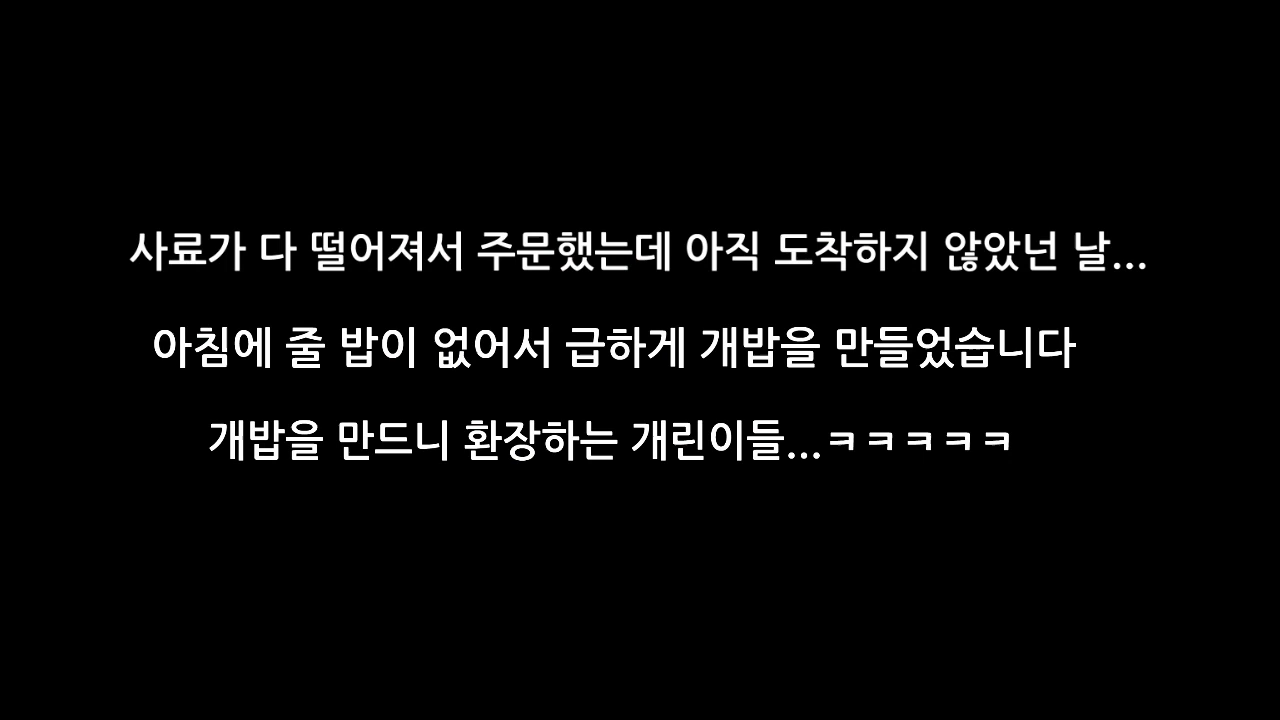 사료가 다 떨어져서 주문했는데 아직 도착하지 않았넌 날...
아침에 줄 밥이 없어서 급하게 개밥을 만들었습니다
개밥을 만드니 환장하는 개린이들...ㅋㅋㅋㅋㅋ